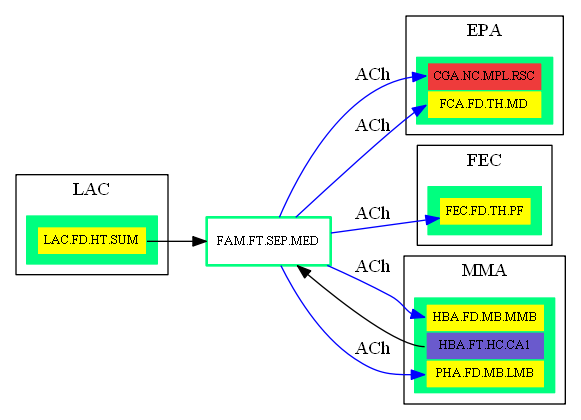 EPA
ACh
CGA.NC.MPL.RSC
FCA.FD.TH.MD
ACh
FEC
LAC
ACh
FEC.FD.TH.PF
LAC.FD.HT.SUM
FAM.FT.SEP.MED
ACh
MMA
HBA.FD.MB.MMB
HBA.FT.HC.CA1
ACh
PHA.FD.MB.LMB